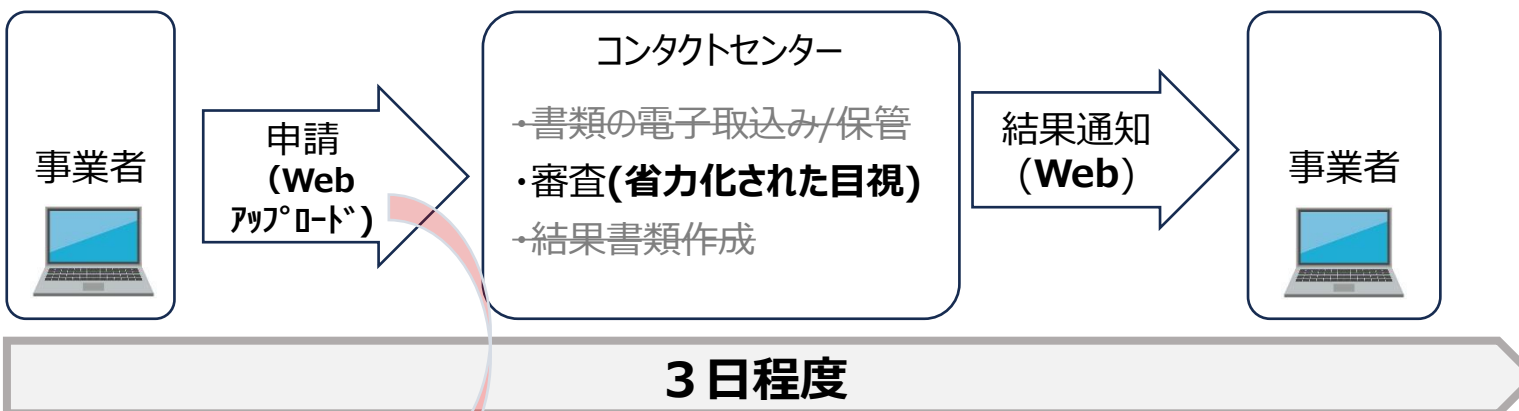 事業者
申請
（Web
ｱｯﾌﾟﾛｰﾄﾞ)
コンタクトセンター
・書類の電子取込み/保管
・審査(省力化された目視)
・結果書類作成
結果通知
（Web）
事業者
３日程度